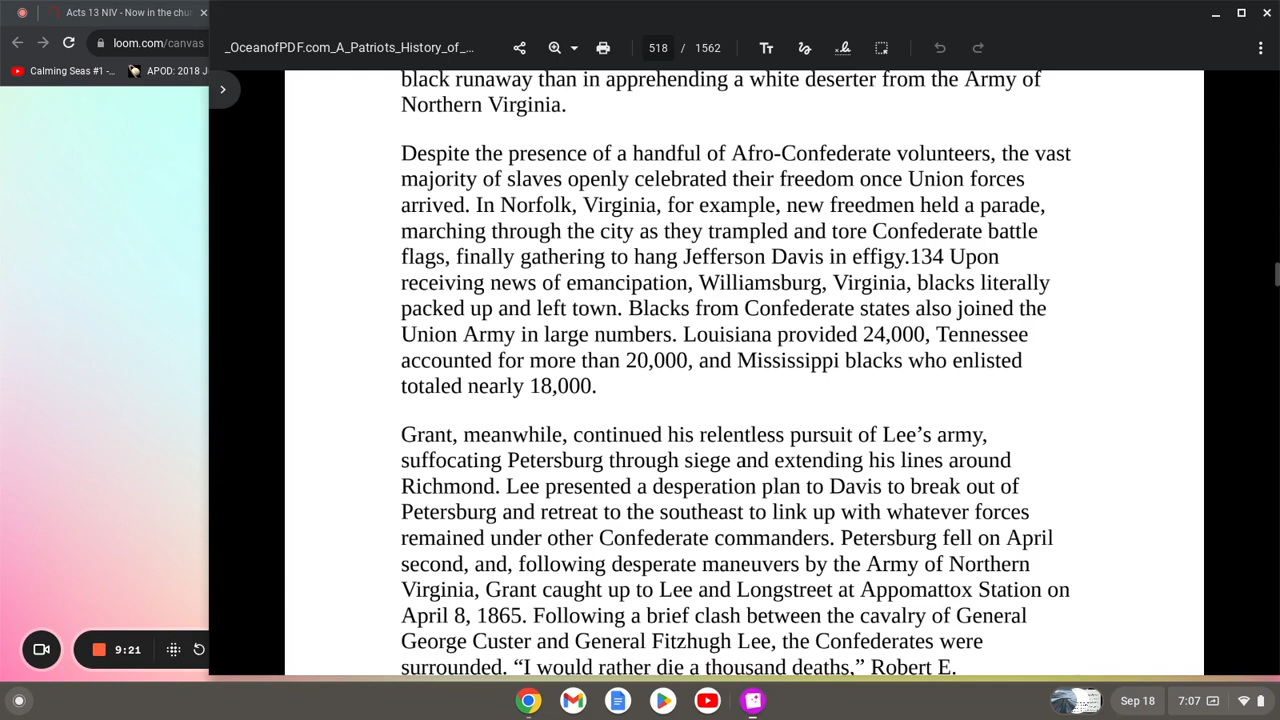 Acts 13 NIV - Now in the chu
loom.com/canvas
Calming Seas #1 -
APOD: 2018 J
_OceanofPDF.com_A_Patriots_History_of_...
518 / 1562
black runaway than in apprehending a white deserter from the Army of
Northern Virginia.
Despite the presence of a handful of Afro-Confederate volunteers, the vast
majority of slaves openly celebrated their freedom once Union forces
arrived. In Norfolk, Virginia, for example, new freedmen held a parade,
marching through the city as they trampled and tore Confederate battle
flags, finally gathering to hang Jefferson Davis in effigy.134 Upon
receiving news of emancipation, Williamsburg, Virginia, blacks literally
packed up and left town. Blacks from Confederate states also joined the
Union Army in large numbers. Louisiana provided 24,000, Tennessee
accounted for more than 20,000, and Mississippi blacks who enlisted
totaled nearly 18,000.
Grant, meanwhile, continued his relentless pursuit of Lee’s army,
suffocating Petersburg through siege and extending his lines around
Richmond. Lee presented a desperation plan to Davis to break out of
Petersburg and retreat to the southeast to link up with whatever forces
remained under other Confederate commanders. Petersburg fell on April
second, and, following desperate maneuvers by the Army of Northern
Virginia, Grant caught up to Lee and Longstreet at Appomattox Station on
April 8, 1865. Following a brief clash between the cavalry of General
George Custer and General Fitzhugh Lee, the Confederates were
surrounded. “I would rather die a thousand deaths,” Robert E.
9:21
Sep 18
7:07